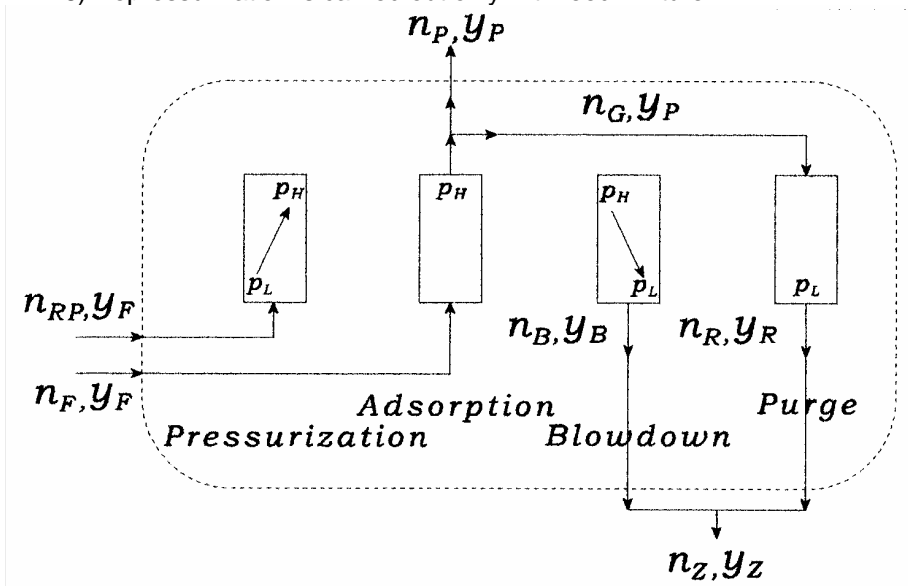 n_P, y_P
n_G, y_P
p_H
p_H
p_H
p_L
p_L
p_L
n_RP, y_F
n_B, y_B
n_R, y_R
n_F, y_F
Adsorption
Purge
Pressurization
Blowdown
n_Z, y_Z